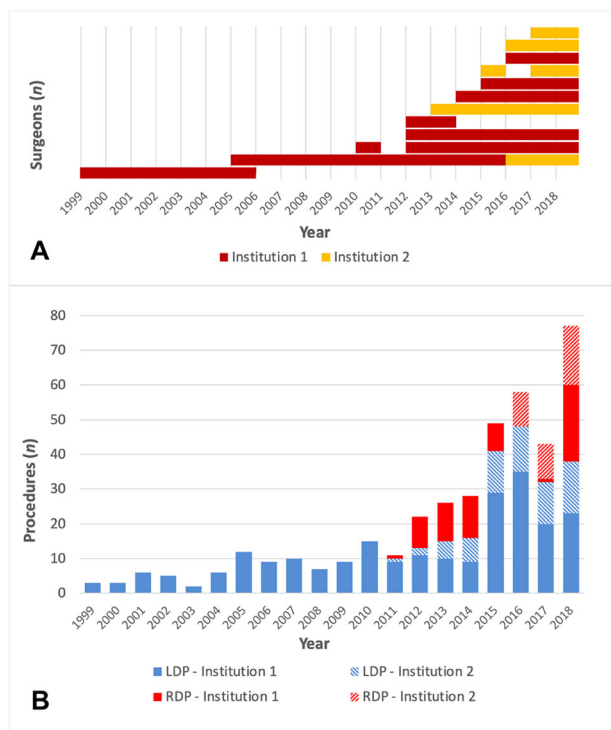 Surgeons (n)
1999 2000 2001 2002 2003 2004 2005 2006 2007 2008 2009 2010 2011 2012 2013 2014 2015 2016 2017 2018
Year
A
Institution 1 Institution 2
80
70
60
50
40
30
20
10
0
Procedures (n)
1999 2000 2001 2002 2003 2004 2005 2006 2007 2008 2009 2010 2011 2012 2013 2014 2015 2016 2017 2018
Year
LDP - Institution 1 LDP - Institution 2
RDP - Institution 1 RDP - Institution 2
B